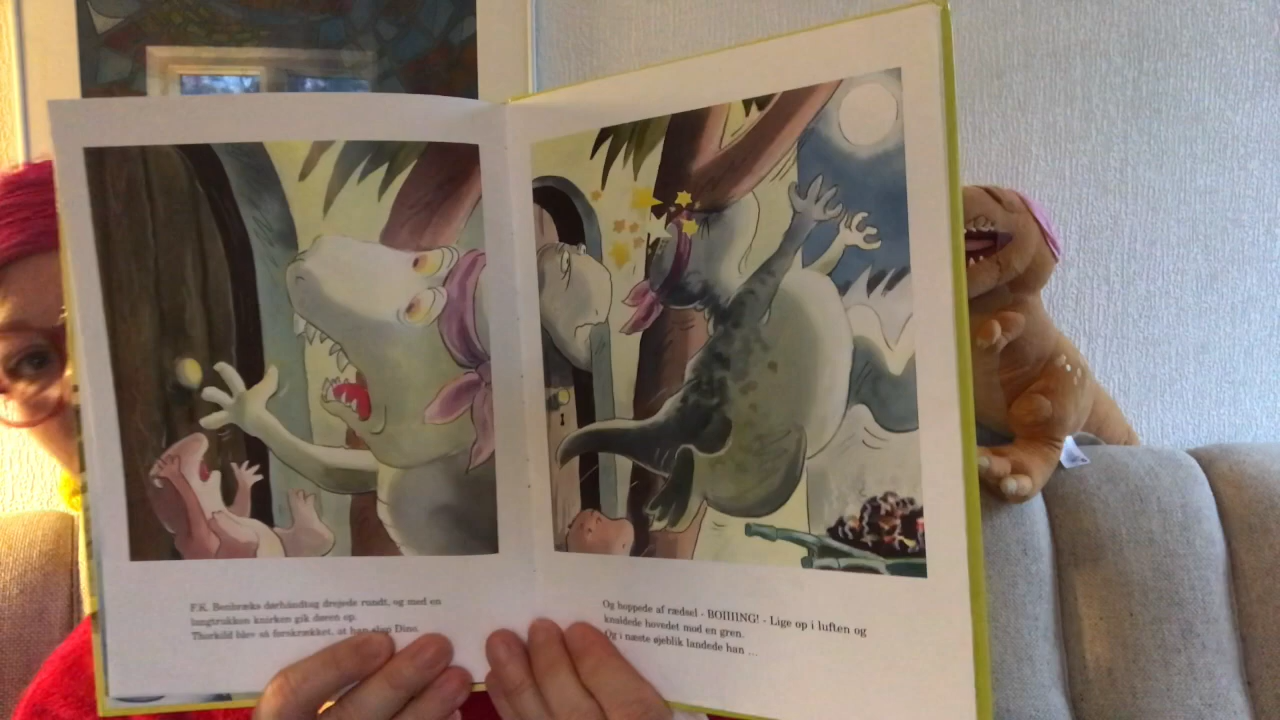 F.K. Benbræks dørhåndtag drejede rundt, og med en
langtrukken knirken gik døren op.
Thorkild blev så forskrækket, at han slap Dino.
Og hoppede af rædsel - BOIIIING! - Lige op i luften og
knaldede hovedet mod en gren.
Og i næste øjeblik landede han ...